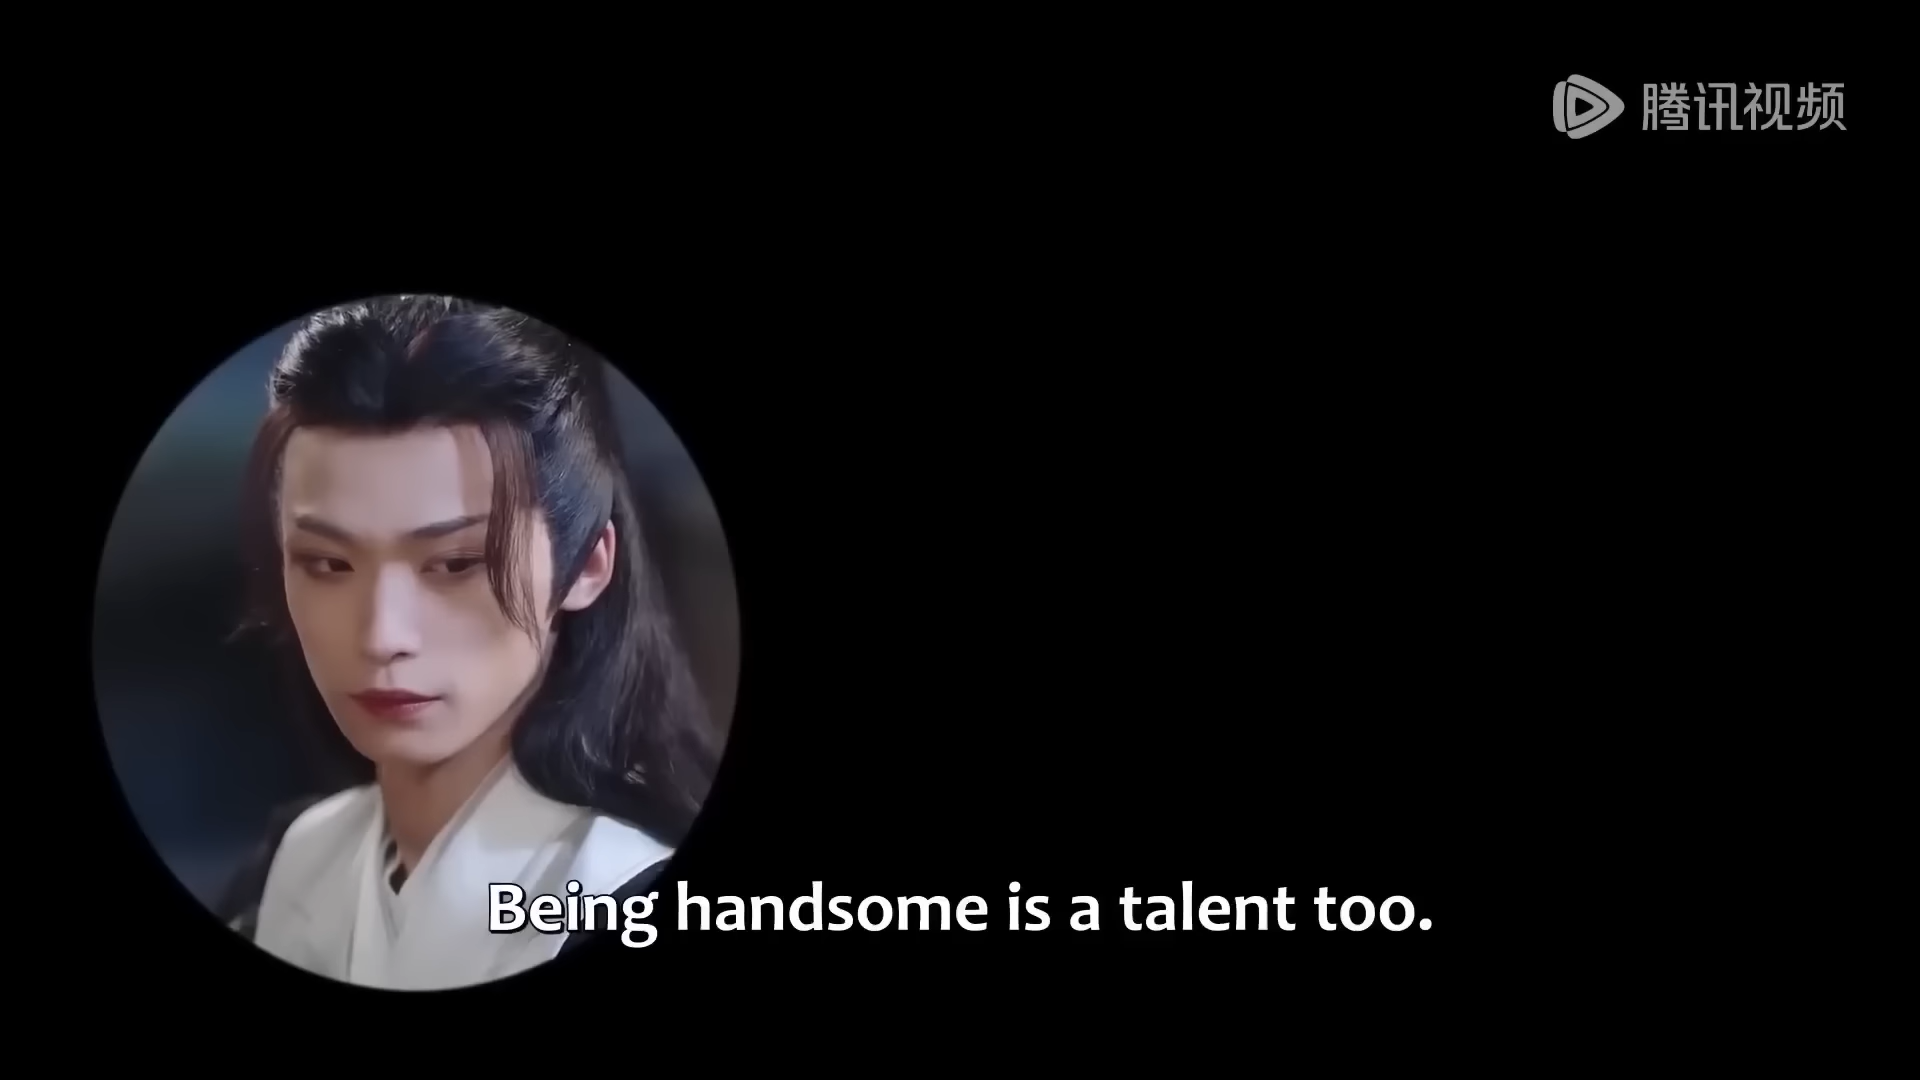 腾讯视频
Being handsome is a talent too.